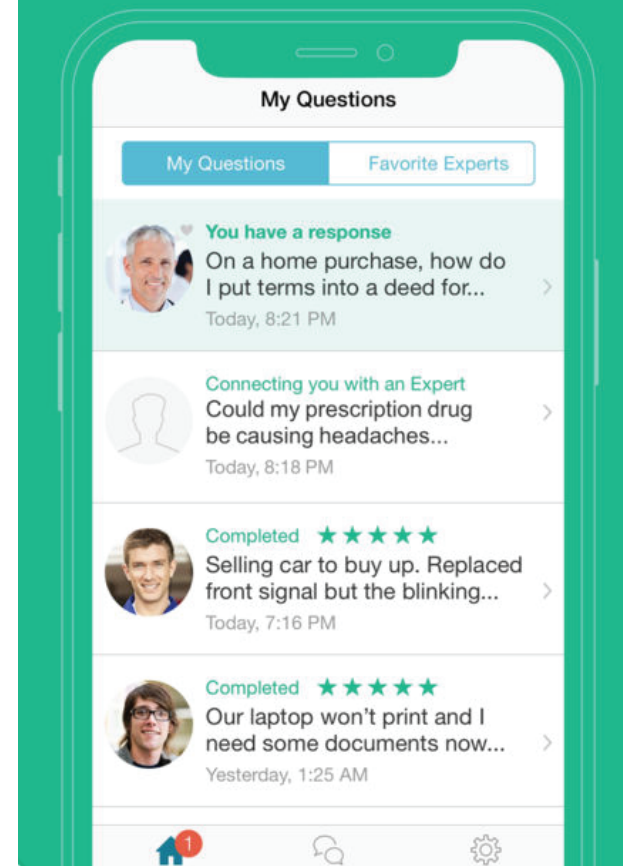 My Questions
My Questions
Favorite Experts
You have a response
On a home purchase, how do
I put terms into a deed for...
Today, 8:21 PM
Connecting you with an Expert
Could my prescription drug
be causing headaches...
Today, 8:18 PM
Completed ★★★★★
Selling car to buy up. Replaced
front signal but the blinking...
Today, 7:16 PM
Completed ★★★★★
Our laptop won’t print and I
need some documents now...
Yesterday, 1:25 AM
1